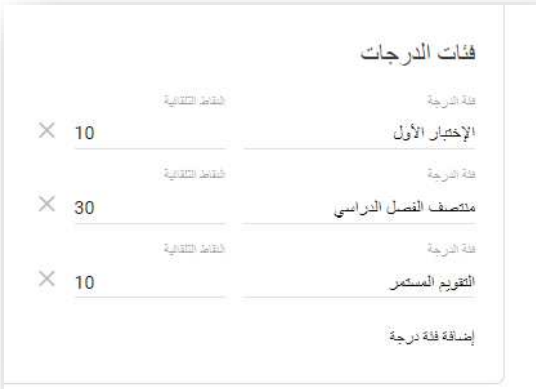 فئات الدرجات
فئة الدرجة النقاط التلقائية
الإختبار الأول 10
فئة الدرجة النقاط التلقائية
منتصف الفصل الدراسي 30
فئة الدرجة النقاط التلقائية
التقويم المستمر 10
إضافة فئة درجة